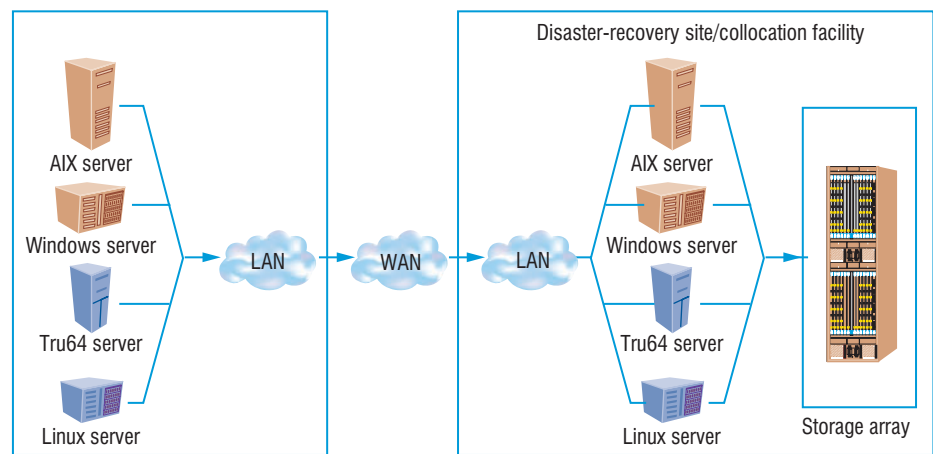 Disaster-recovery site/collocation facility
AIX server
Windows server
Tru64 server
Linux server
LAN
WAN
LAN
AIX server
Windows server
Tru64 server
Linux server
Storage array